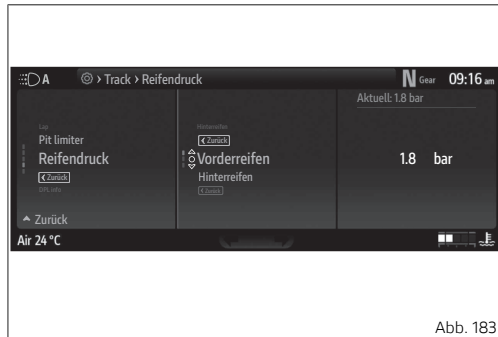 A > Track > Reifendruck N Gear 09:16 am
Aktuell: 1.8 bar
Lap
Pit limiter
Reifendruck
Zurück
DPL info
Zurück
Hinterreifen
Zurück
Vorderreifen
Hinterreifen
Zurück
1.8 bar
Air 24 °C
Abb. 183